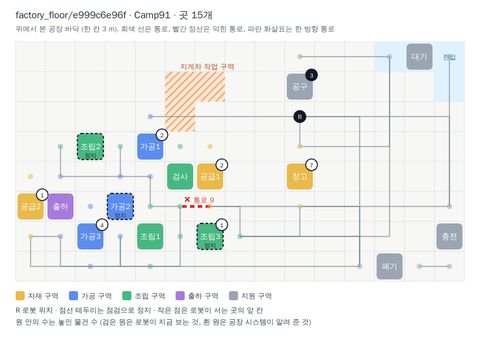 factory_floor/e999c6e96f · Camp91 · 곳 15개
위에서 본 공장 바닥 (한 칸 3 m). 회색 선은 통로, 빨간 점선은 막힌 통로, 파란 화살표는 한 방향 통로
대기
진입
지게차 작업 구역
공구
3
R
조립2
정지
가공1
2
검사
공급1
2
창고
7
공급2
1
출하
가공2
정지
통로 9
가공3
4
조립1
조립3
정지
1
충전
폐기
자재 구역
가공 구역
조립 구역
출하 구역
지원 구역
R 로봇 위치 · 점선 테두리는 점검으로 정지 · 작은 점은 로봇이 서는 곳의 앞 칸
원 안의 수는 놓인 물건 수 (검은 원은 로봇이 지금 보는 것, 흰 원은 공장 시스템이 알려 준 것)